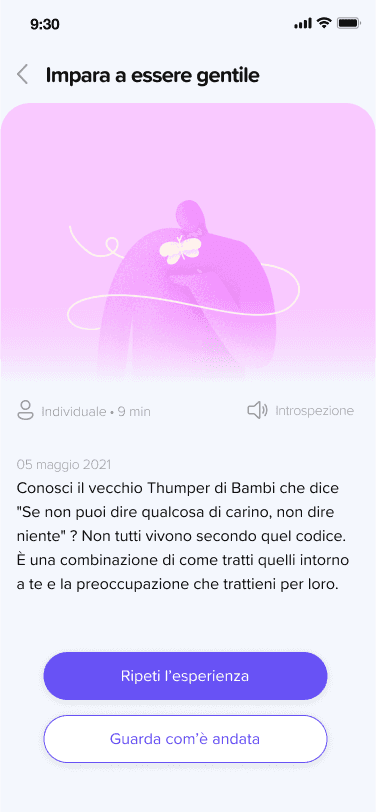 9:30
Impara a essere gentile
Individuale • 9 min
Introspezione
05 maggio 2021
Conosci il vecchio Thumper di Bambi che dice
"Se non puoi dire qualcosa di carino, non dire
niente" ? Non tutti vivono secondo quel codice.
È una combinazione di come tratti quelli intorno
a te e la preoccupazione che trattieni per loro.
Ripeti l'esperienza
Guarda com'è andata